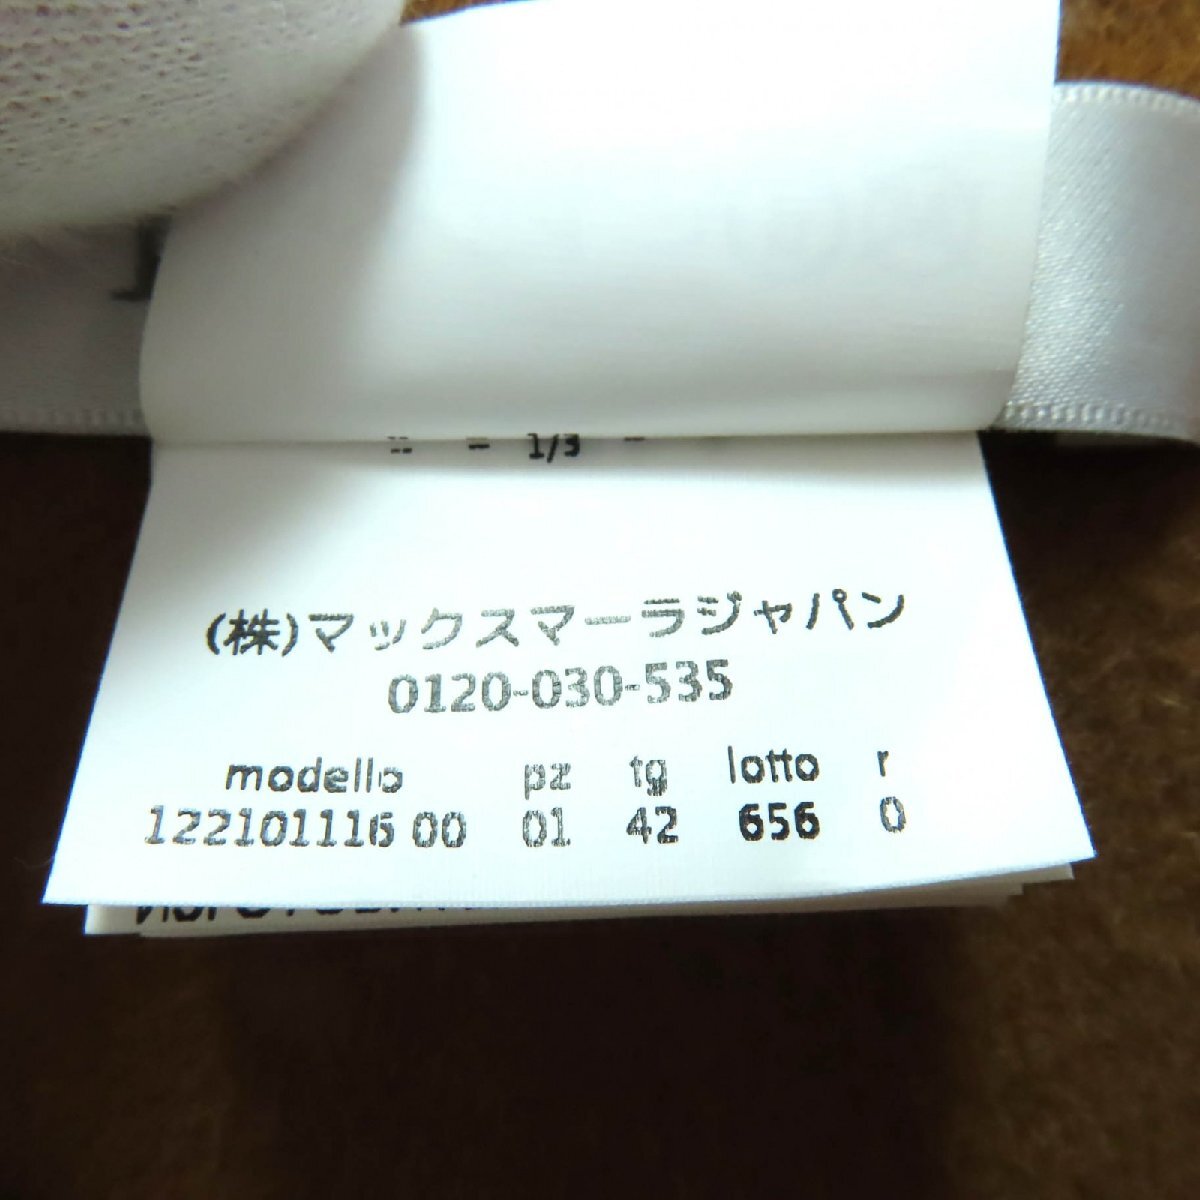 1/3
(株)マックスマーラジャパン
0120-030-535
modello pz tg lotto r
122101116 00 01 42 656 0